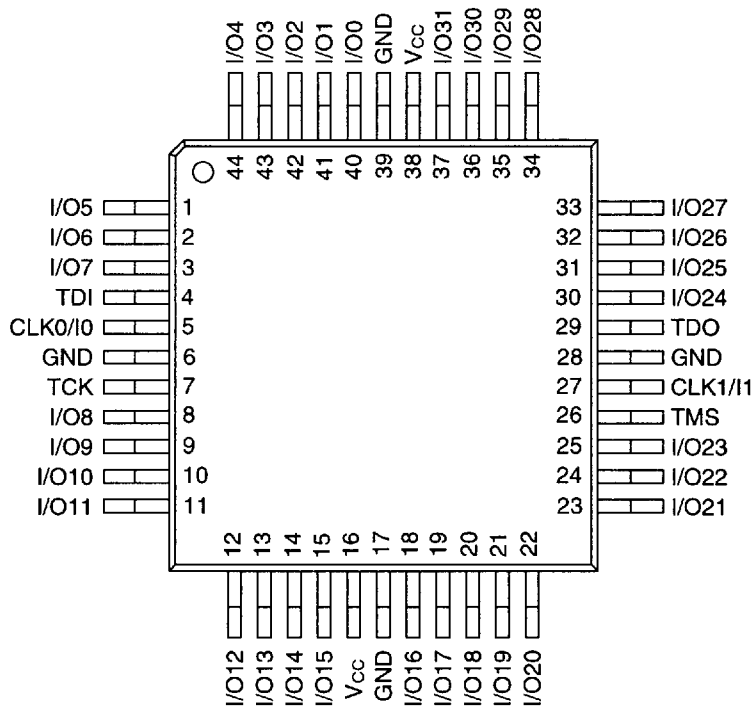 I/O4 I/O3 I/O2 I/O1 I/O0 GND VCC I/O31 I/O30 I/O29 I/O28
44 43 42 41 40 39 38 37 36 35 34
I/O5 1 33 I/O27
I/O6 2 32 I/O26
I/O7 3 31 I/O25
TDI 4 30 I/O24
CLK0/I0 5 29 TDO
GND 6 28 GND
TCK 7 27 CLK1/I1
I/O8 8 26 TMS
I/O9 9 25 I/O23
I/O10 10 24 I/O22
I/O11 11 23 I/O21
12 13 14 15 16 17 18 19 20 21 22
I/O12 I/O13 I/O14 I/O15 VCC GND I/O16 I/O17 I/O18 I/O19 I/O20